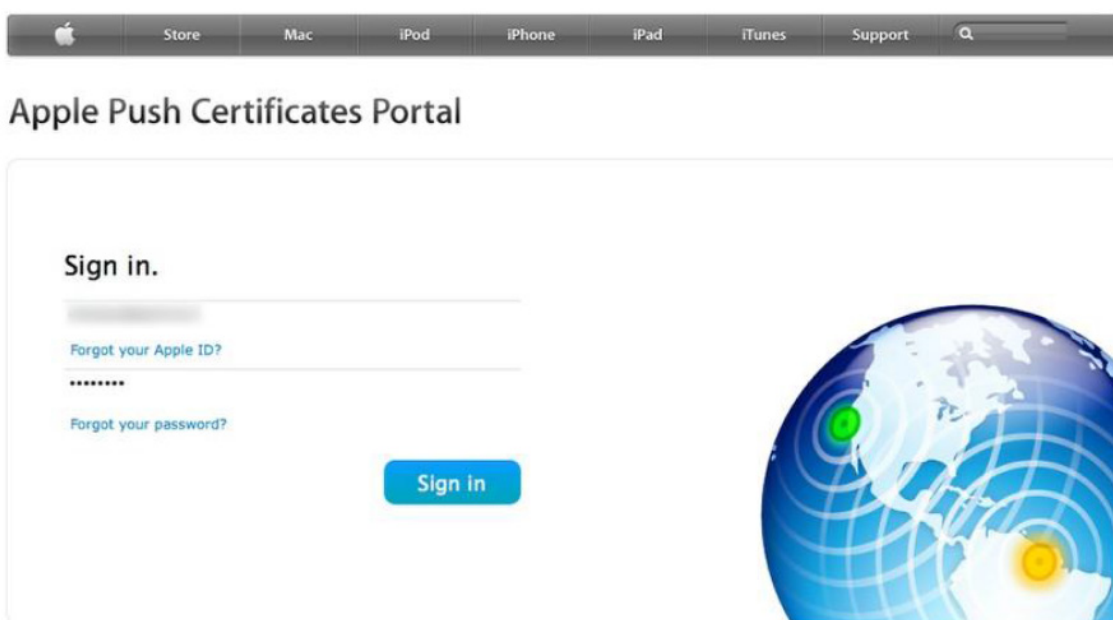 Store Mac iPod iPhone iPad iTunes Support
Apple Push Certificates Portal
Sign in.
Forgot your Apple ID?
••••••••
Forgot your password?
Sign in